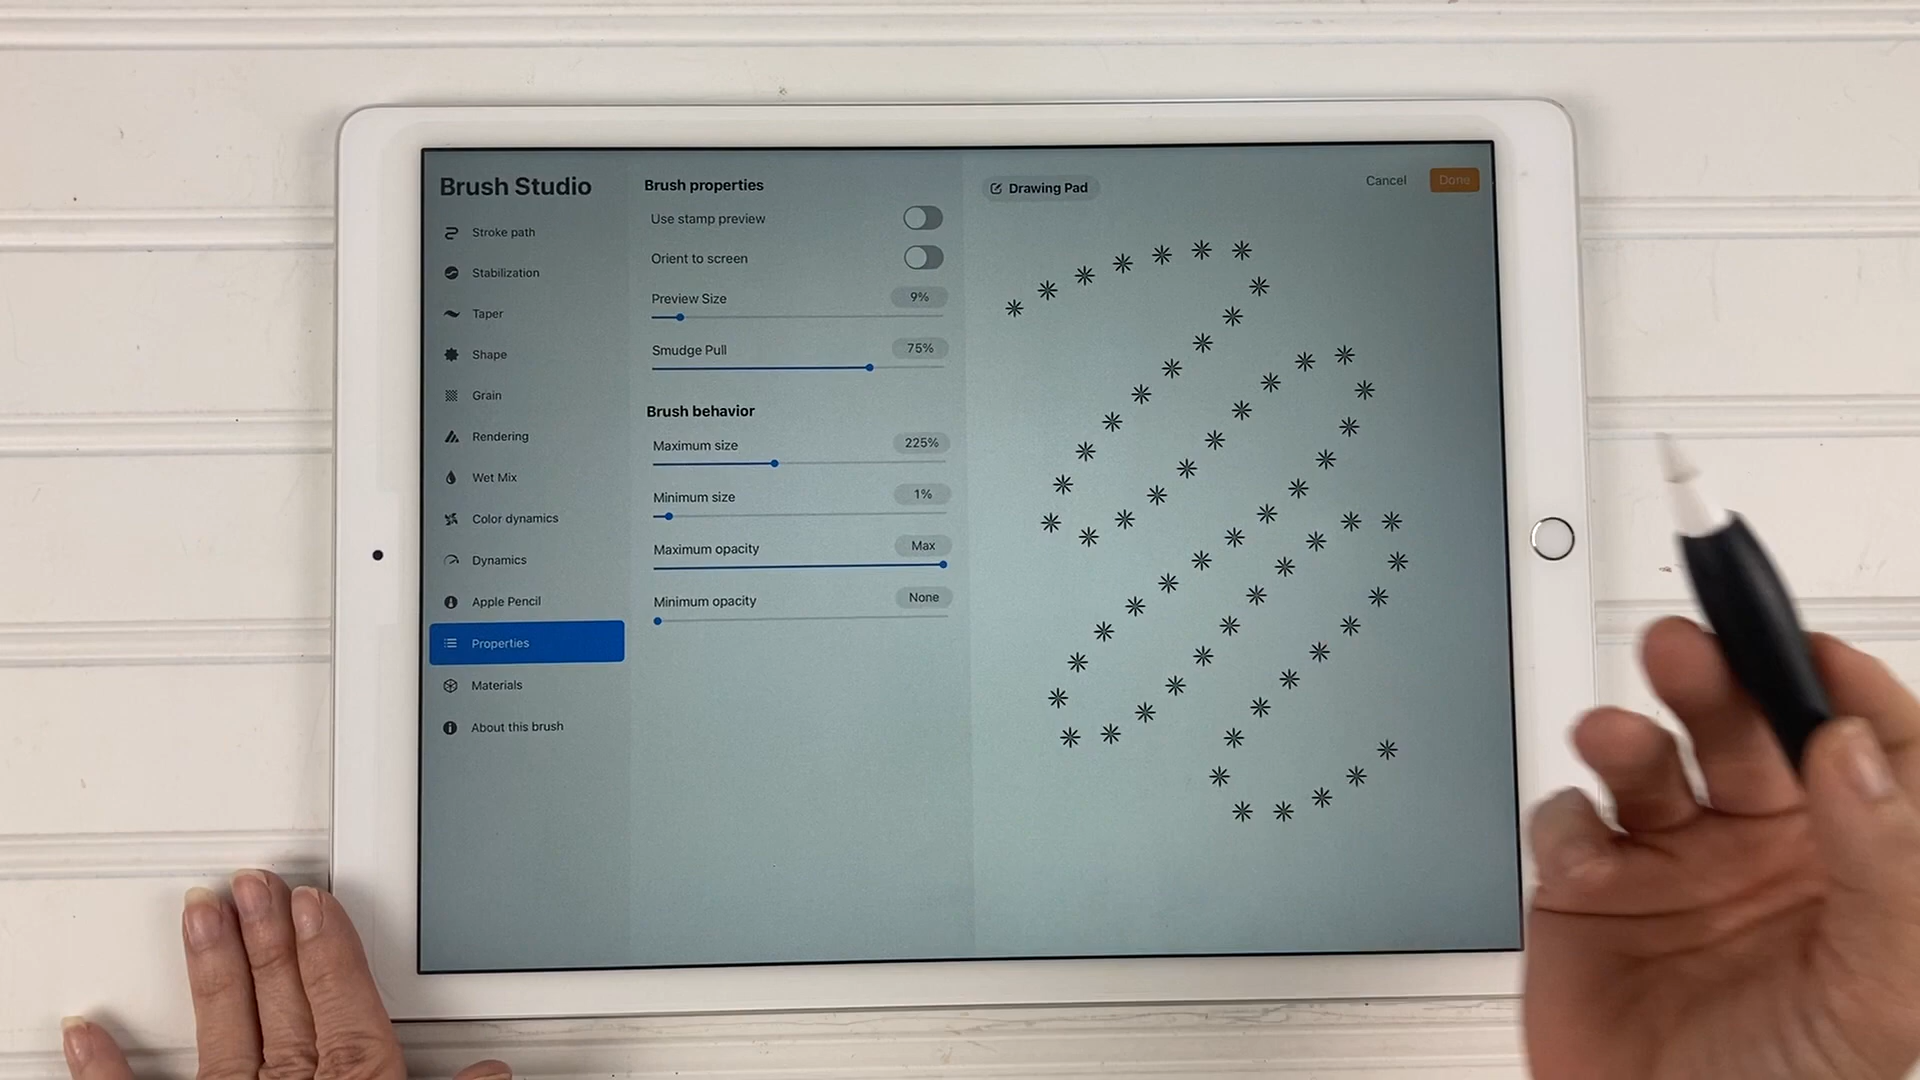 Brush Studio
Stroke path
Stabilization
Taper
Shape
Grain
Rendering
Wet Mix
Color dynamics
Dynamics
Apple Pencil
Properties
Materials
About this brush
Brush properties
Use stamp preview
Orient to screen
Preview Size 9%
Smudge Pull 75%
Brush behavior
Maximum size 225%
Minimum size 1%
Maximum opacity Max
Minimum opacity None
Drawing Pad
Cancel Done